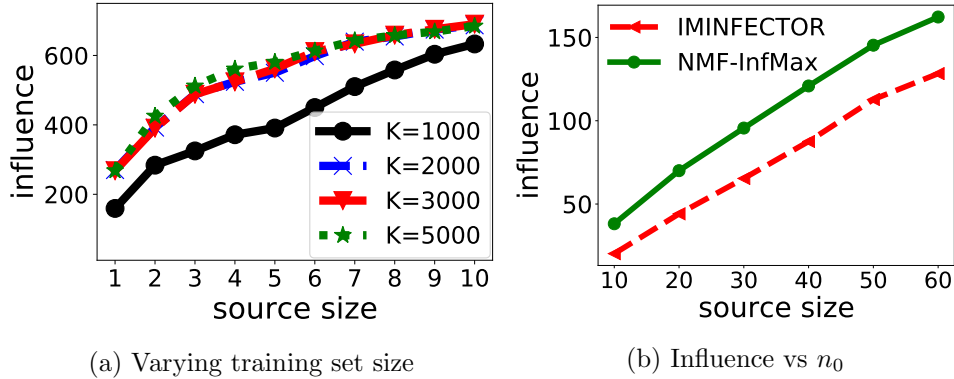 influence
600
400
200
K=1000
K=2000
K=3000
K=5000
1 2 3 4 5 6 7 8 9 10
source size
(a) Varying training set size
influence
150
100
50
IMINFECTOR
NMF-InfMax
10 20 30 40 50 60
source size
(b) Influence vs n₀